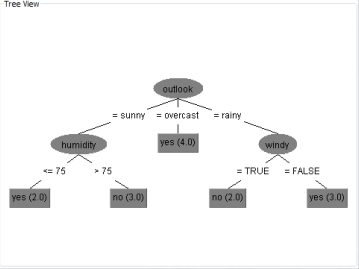 Tree View
outlook
= sunny = overcast = rainy
humidity yes (4.0) windy
<= 75 > 75 = TRUE = FALSE
yes (2.0) no (3.0) no (2.0) yes (3.0)